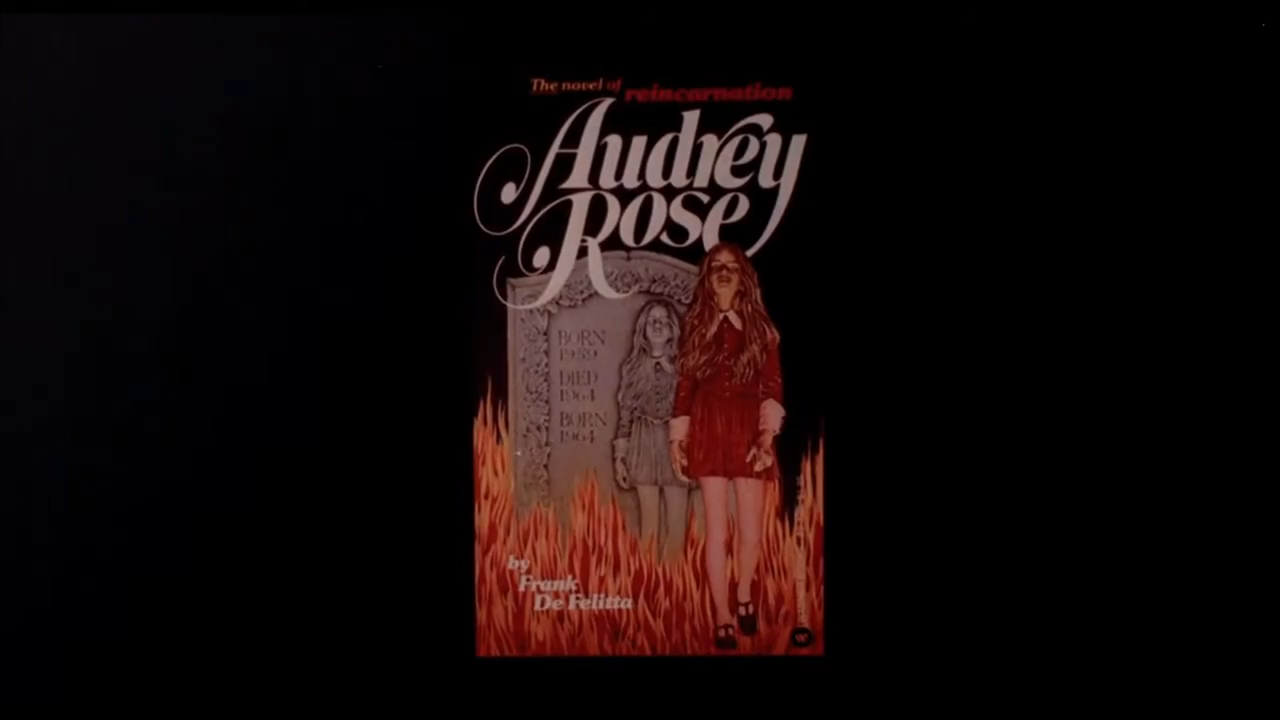 The novel of reincarnation
Audrey
Rose
BORN
1959
DIED
1964
BORN
1964
by
Frank
De Felitta
W